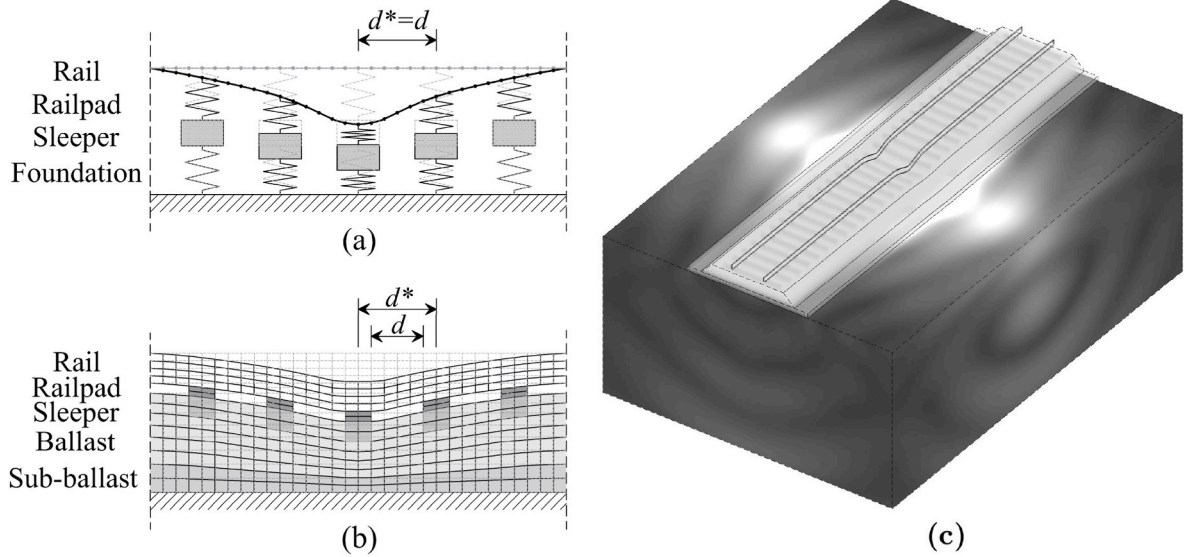 d*=d
Rail
Railpad
Sleeper
Foundation
(a)
d*
d
Rail
Railpad
Sleeper
Ballast
Sub-ballast
(b)
(c)